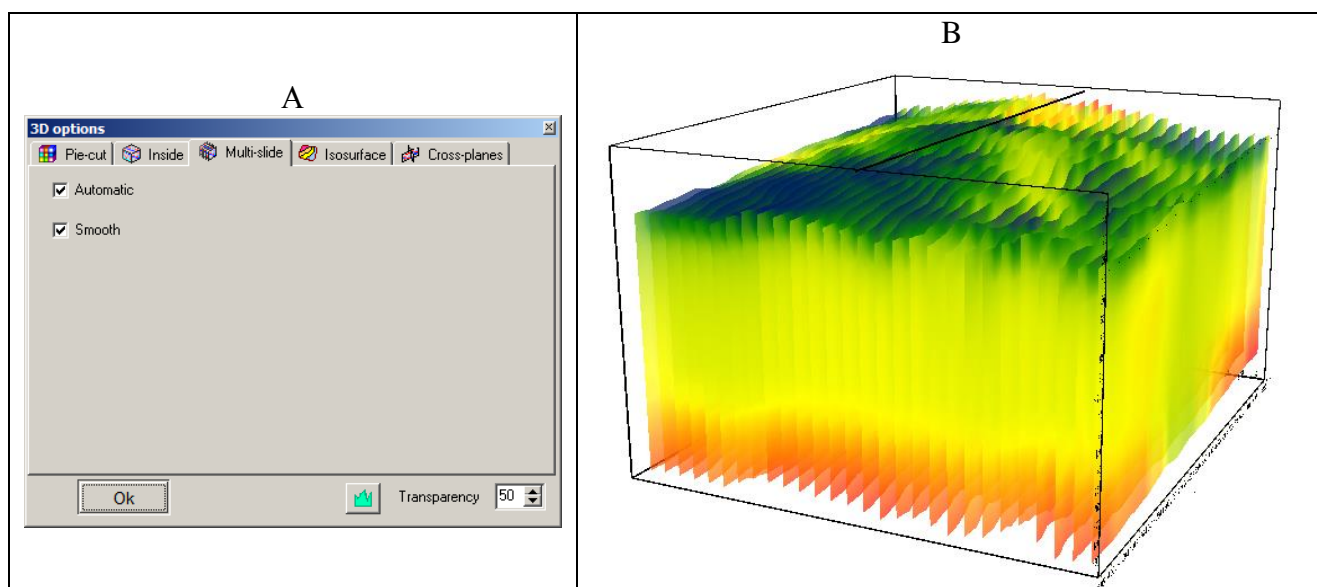 A
3D options
Pie-cut Inside Multi-slide Isosurface Cross-planes
Automatic
Smooth
Ok Transparency 50
B